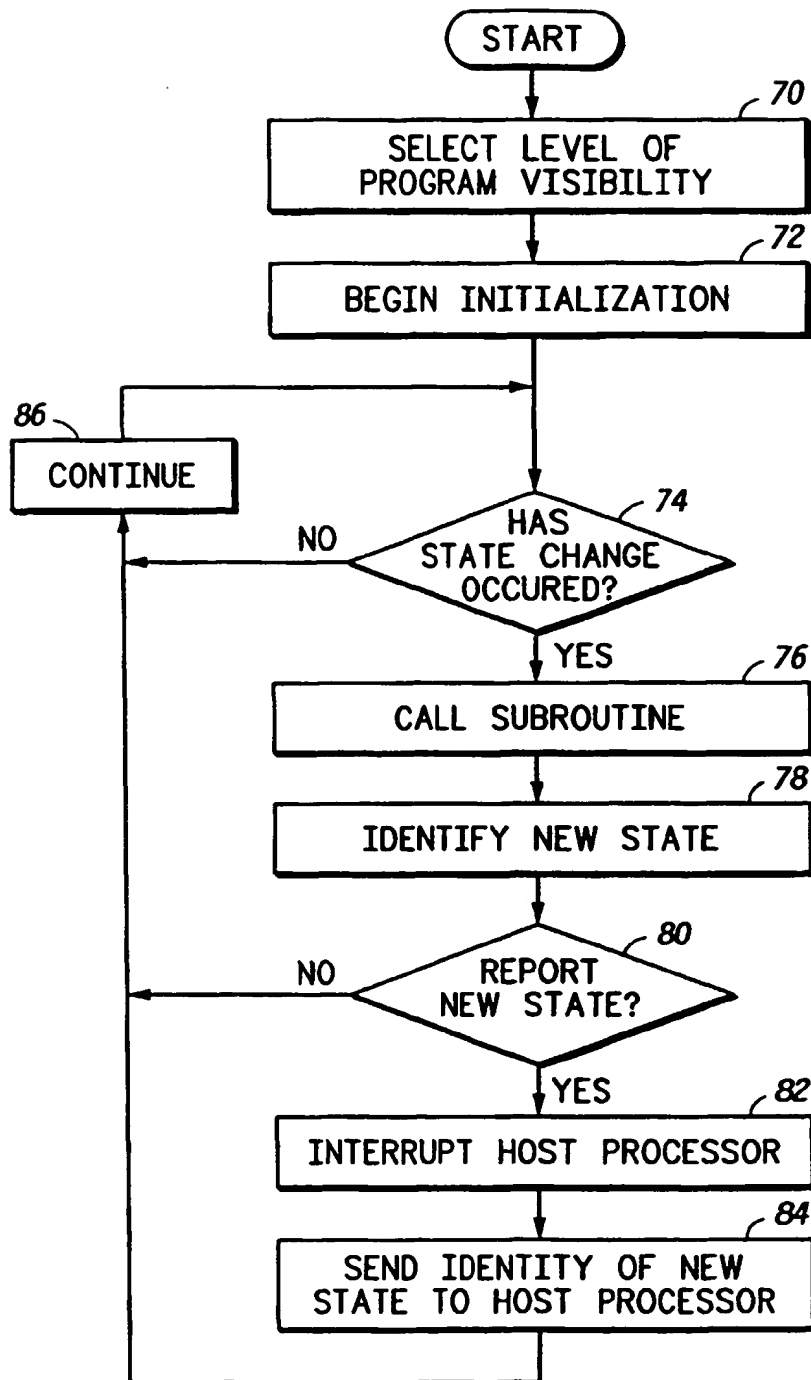 START
70
SELECT LEVEL OF
PROGRAM VISIBILITY
72
BEGIN INITIALIZATION
86
CONTINUE
74
HAS
STATE CHANGE
OCCURED?
NO
YES
76
CALL SUBROUTINE
78
IDENTIFY NEW STATE
80
REPORT
NEW STATE?
NO
YES
82
INTERRUPT HOST PROCESSOR
84
SEND IDENTITY OF NEW
STATE TO HOST PROCESSOR